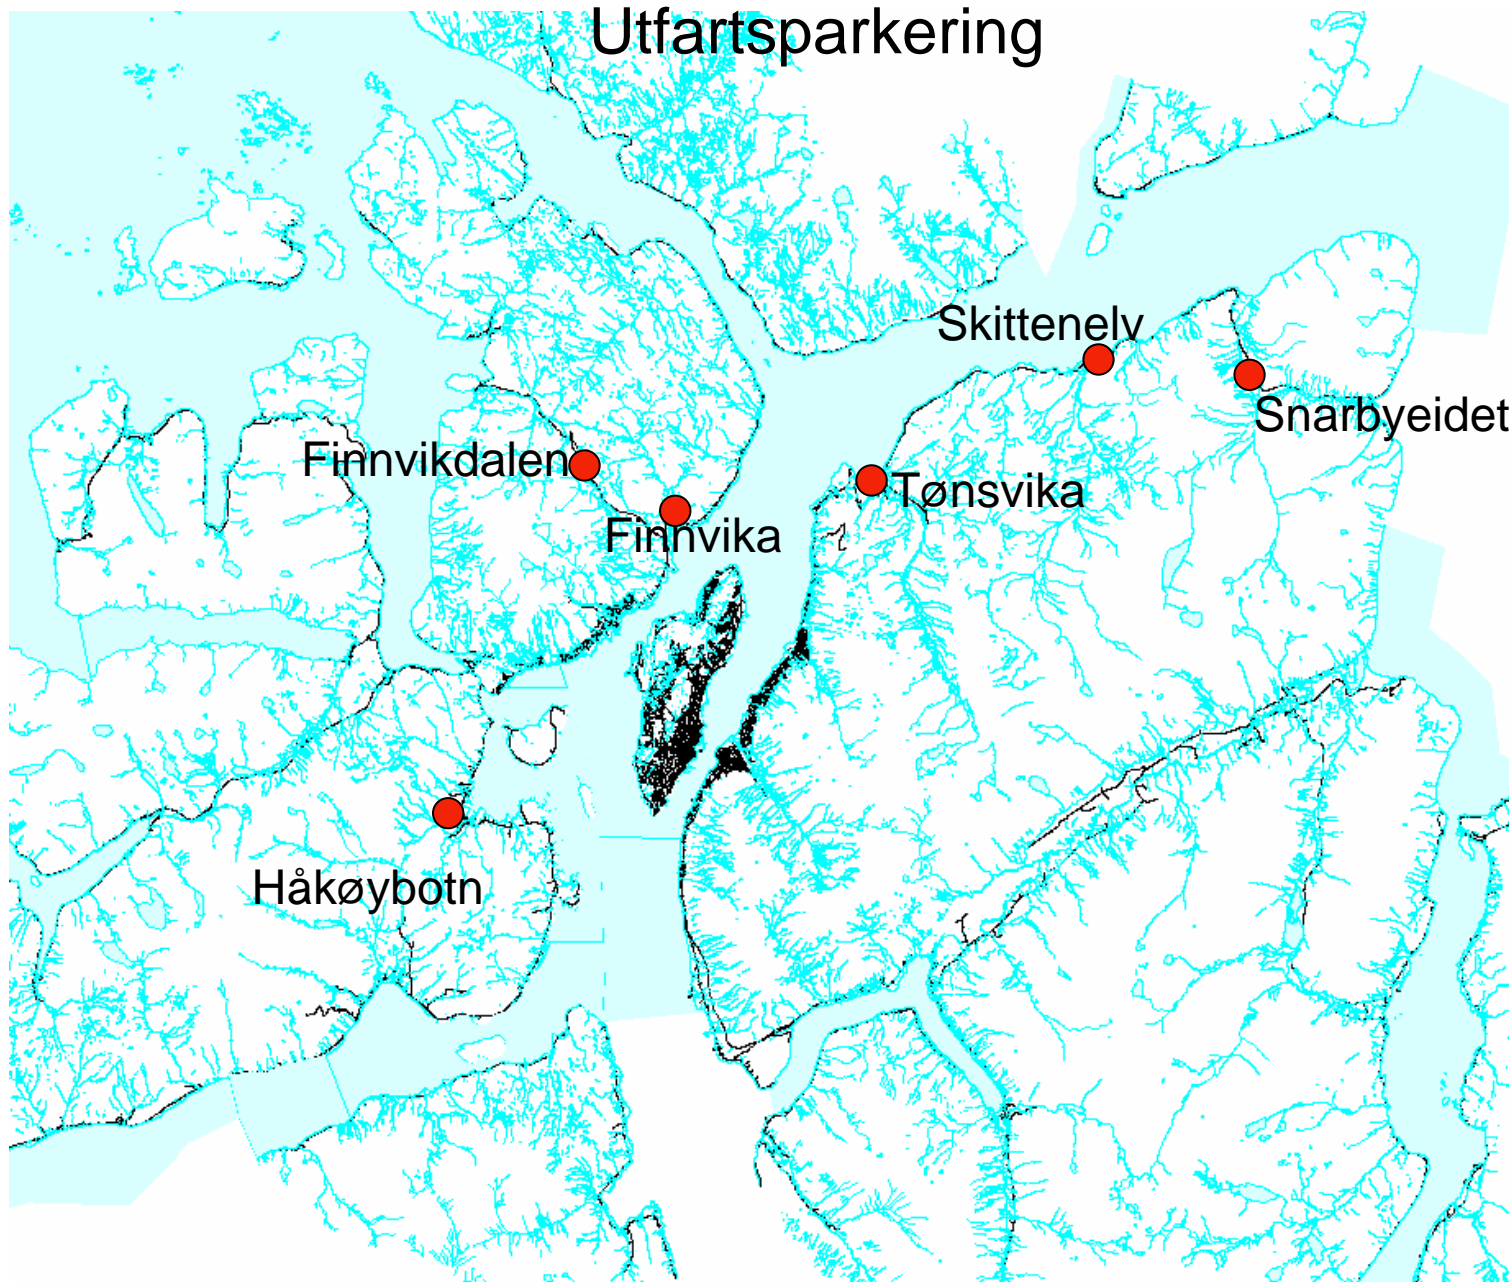 Utfartsparkering
Skittenelv
Snarbyeidet
Finnvikdalen
Tønsvika
Finnvika
Håkøybotn